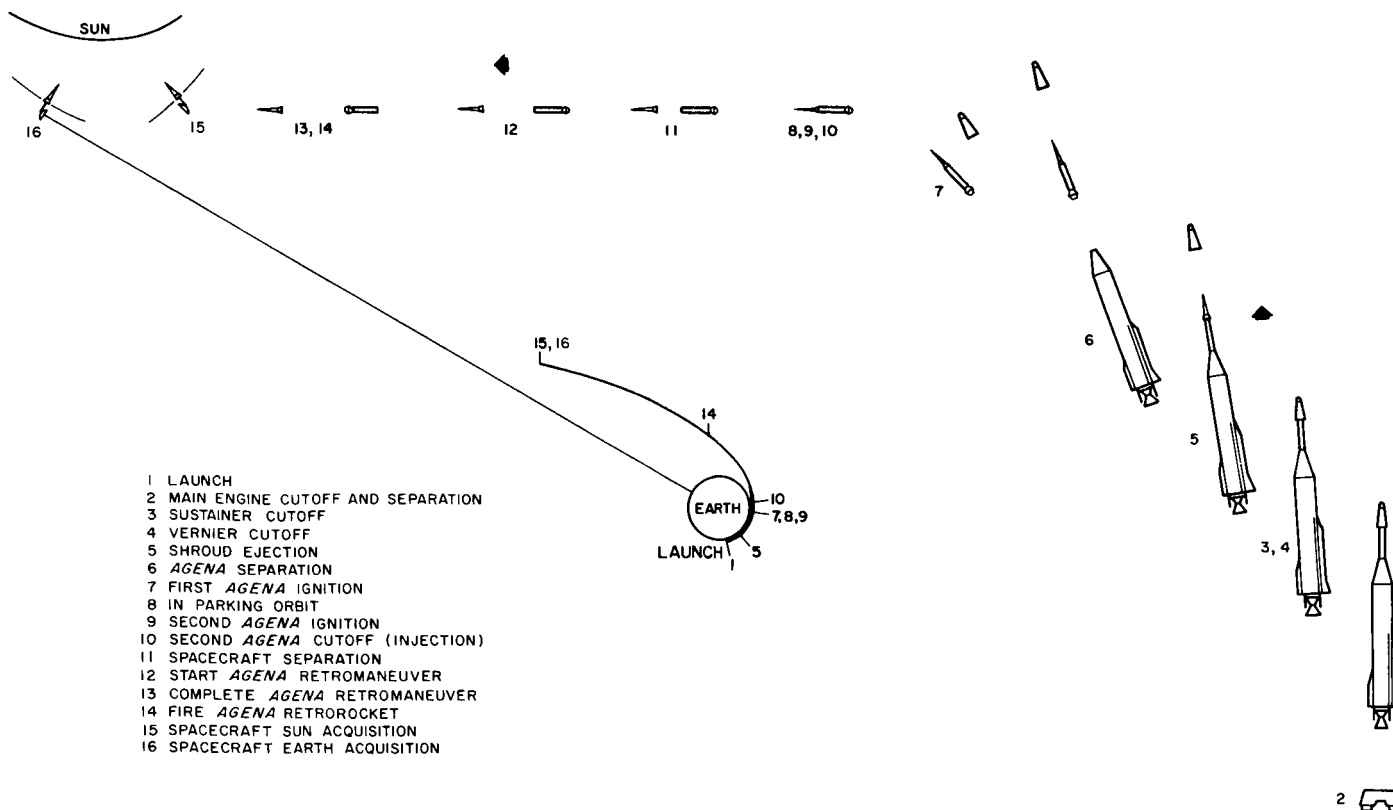 SUN
16
15
13, 14
12
11
8,9,10
7
6
5
3, 4
2
15, 16
14
10
7,8,9
EARTH
5
LAUNCH
1
1 LAUNCH
2 MAIN ENGINE CUTOFF AND SEPARATION
3 SUSTAINER CUTOFF
4 VERNIER CUTOFF
5 SHROUD EJECTION
6 AGENA SEPARATION
7 FIRST AGENA IGNITION
8 IN PARKING ORBIT
9 SECOND AGENA IGNITION
10 SECOND AGENA CUTOFF (INJECTION)
11 SPACECRAFT SEPARATION
12 START AGENA RETROMANEUVER
13 COMPLETE AGENA RETROMANEUVER
14 FIRE AGENA RETROROCKET
15 SPACECRAFT SUN ACQUISITION
16 SPACECRAFT EARTH ACQUISITION